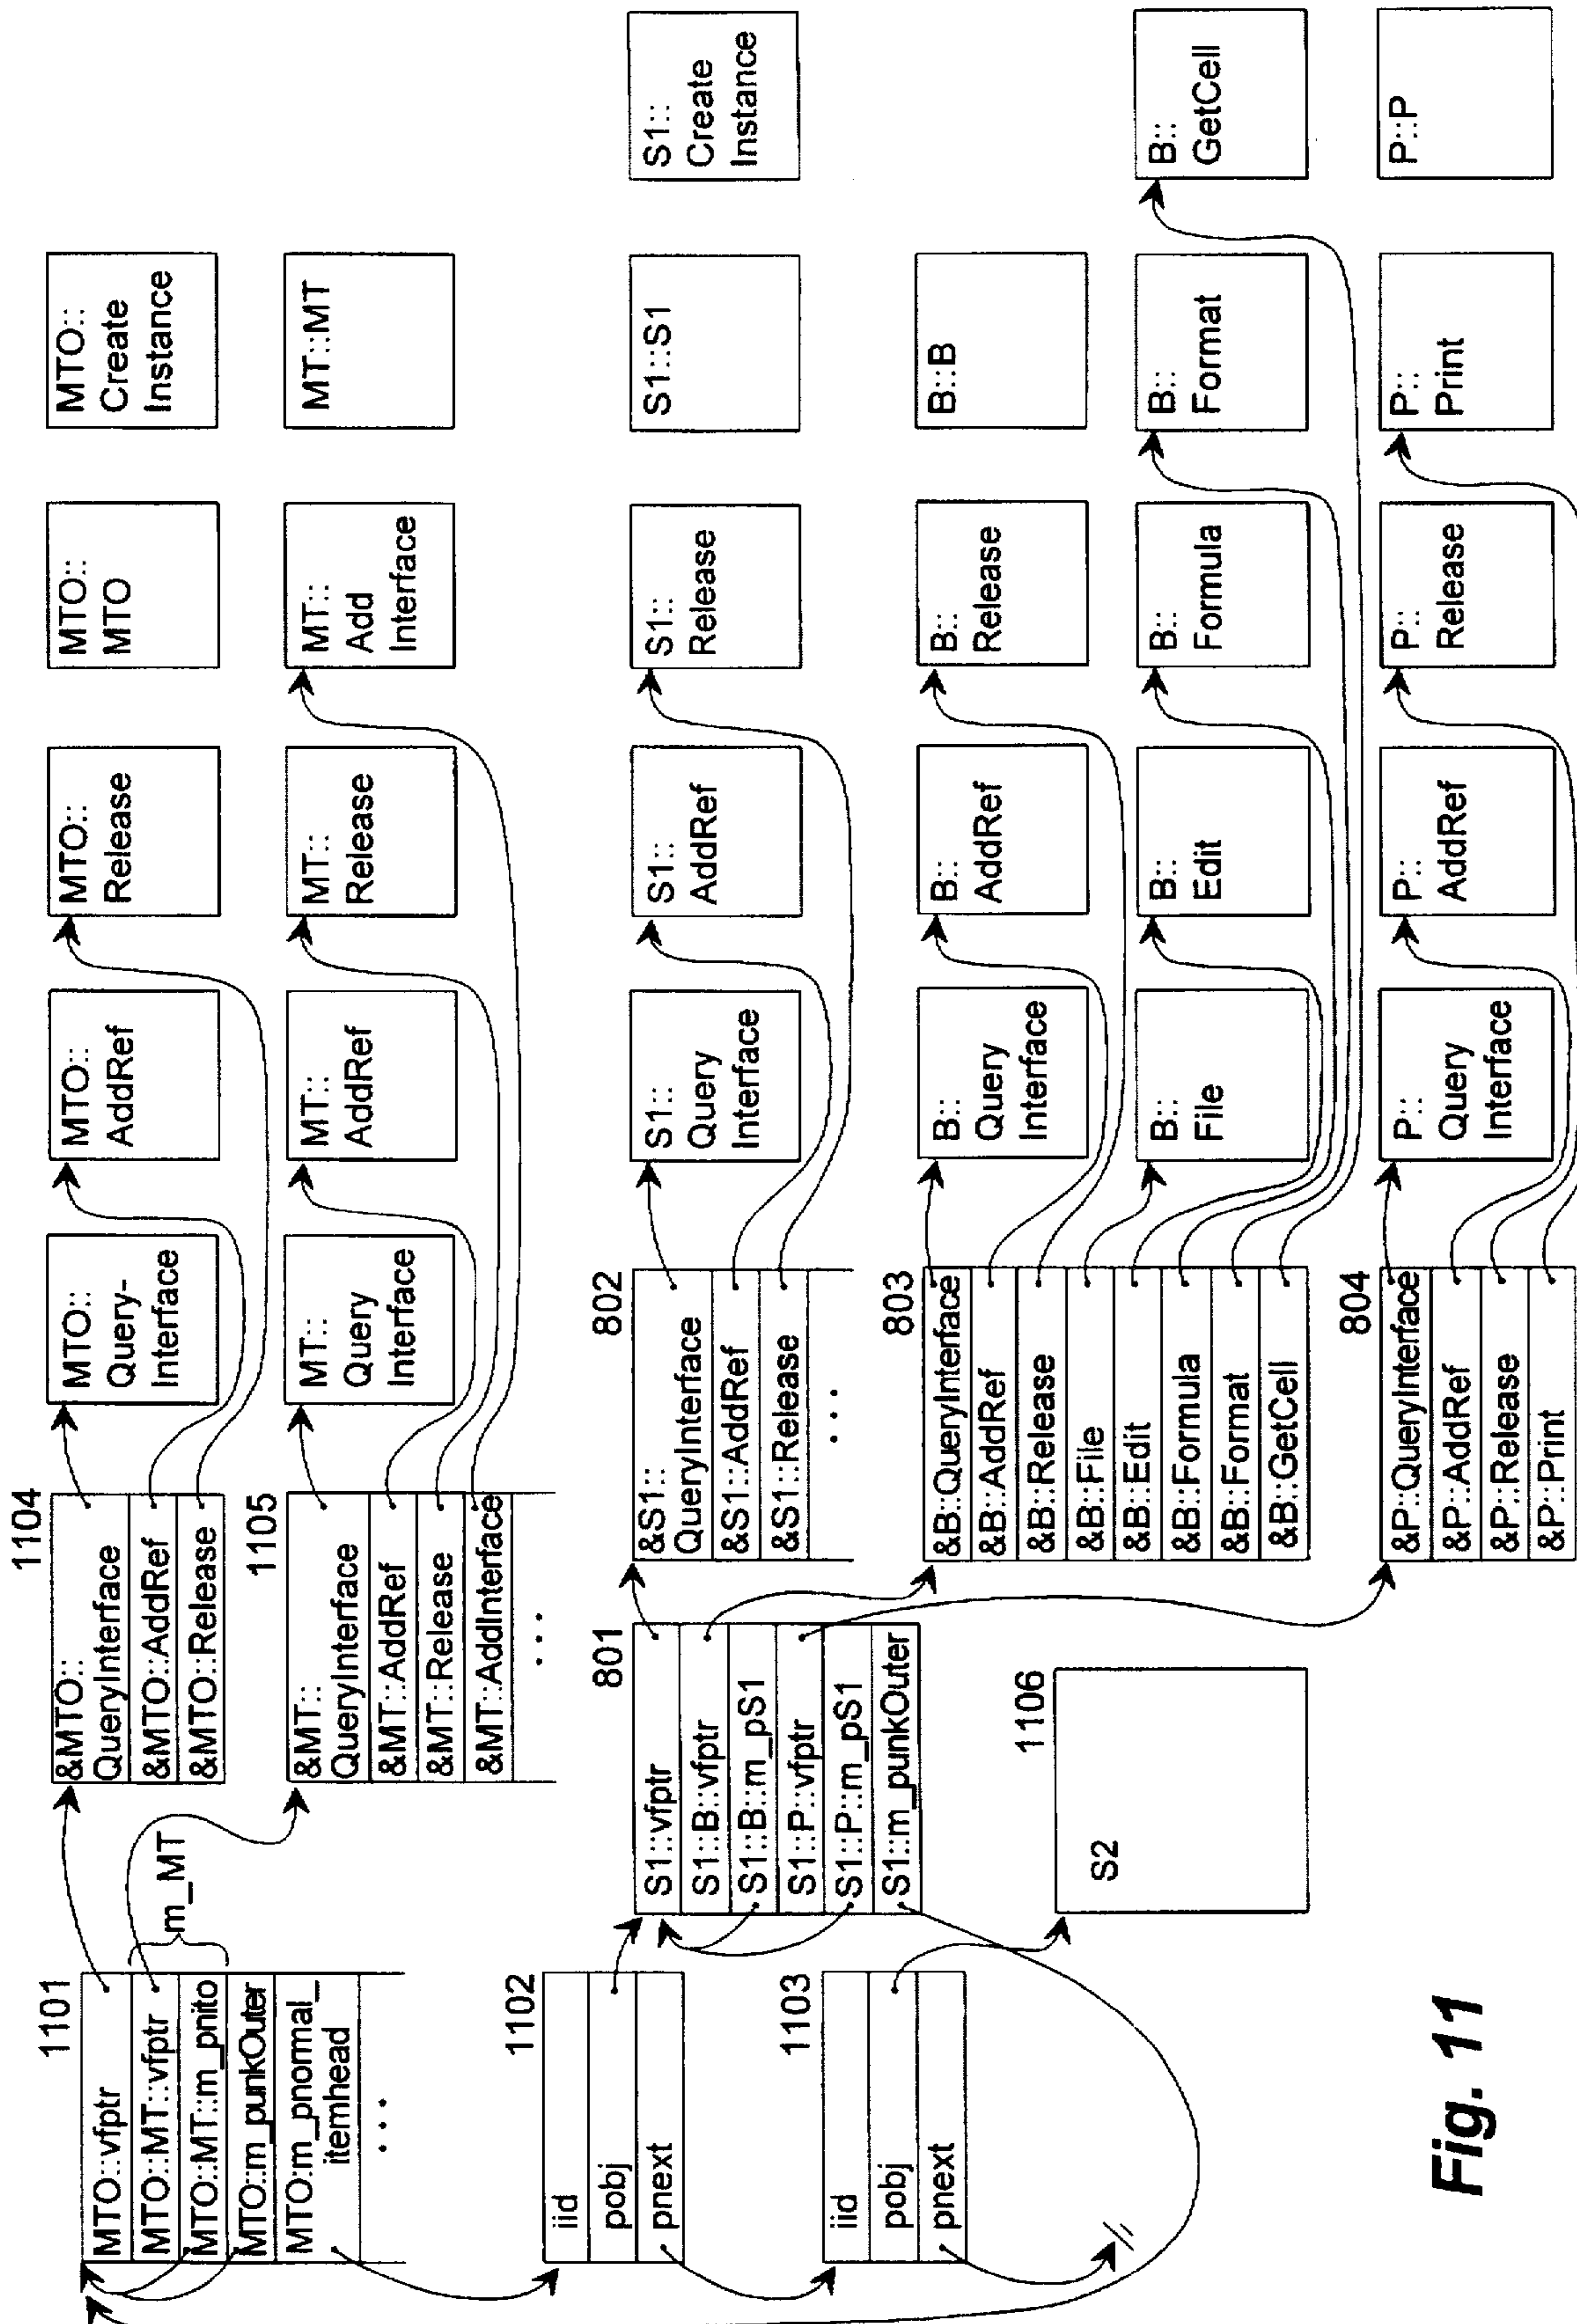 1101
MTO::vfptr
MTO::MT::vfptr
MTO::MT::m_pnito
MTO::m_punkOuter
MTO:m_pnormal_
itemhead
...
m_MT
1104
&MTO::
QueryInterface
&MTO::AddRef
&MTO::Release
MTO::
Query-
Interface
MTO::
AddRef
MTO::
Release
MTO::
MTO
MTO::
Create
Instance
1105
&MT::
QueryInterface
&MT::AddRef
&MT::Release
&MT::AddInterface
...
MT::
Query
Interface
MT::
AddRef
MT::
Release
MT::
Add
Interface
MT::MT
1102
iid
pobj
pnext
801
S1::vfptr
S1::B::vfptr
S1::B::m_pS1
S1::P::vfptr
S1::P::m_pS1
S1::m_punkOuter
802
&S1::
QueryInterface
&S1::AddRef
&S1::Release
...
S1::
Query
Interface
S1::
AddRef
S1::
Release
S1::S1
S1::
Create
Instance
1103
iid
pobj
pnext
1106
S2
803
&B::QueryInterface
&B::AddRef
&B::Release
&B::File
&B::Edit
&B::Formula
&B::Format
&B::GetCell
B::
Query
Interface
B::
AddRef
B::
Release
B::B
B::
File
B::
Edit
B::
Formula
B::
Format
B::
GetCell
804
&P::QueryInterface
&P::AddRef
&P::Release
&P::Print
P::
Query
Interface
P::
AddRef
P::
Release
P::
Print
P::P
Fig. 11